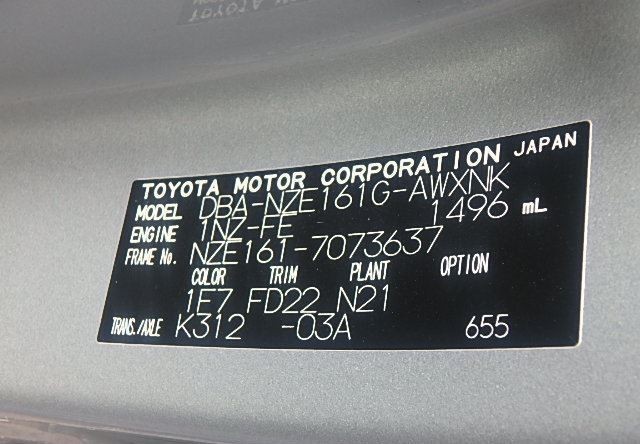 TOYOTA MOTOR CORPORATION JAPAN
MODEL DBA-NZE161G-AWXNK
ENGINE 1NZ-FE 1496 mL
FRAME No. NZE161-7073637
COLOR TRIM PLANT OPTION
1F7 FD22 N21
TRANS./AXLE K312 -03A 655